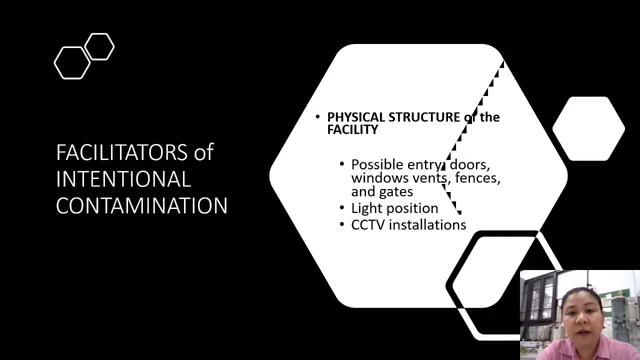 FACILITATORS of
INTENTIONAL
CONTAMINATION
• PHYSICAL STRUCTURE of the
FACILITY
• Possible entry, doors,
windows vents, fences,
and gates
• Light position
• CCTV installations